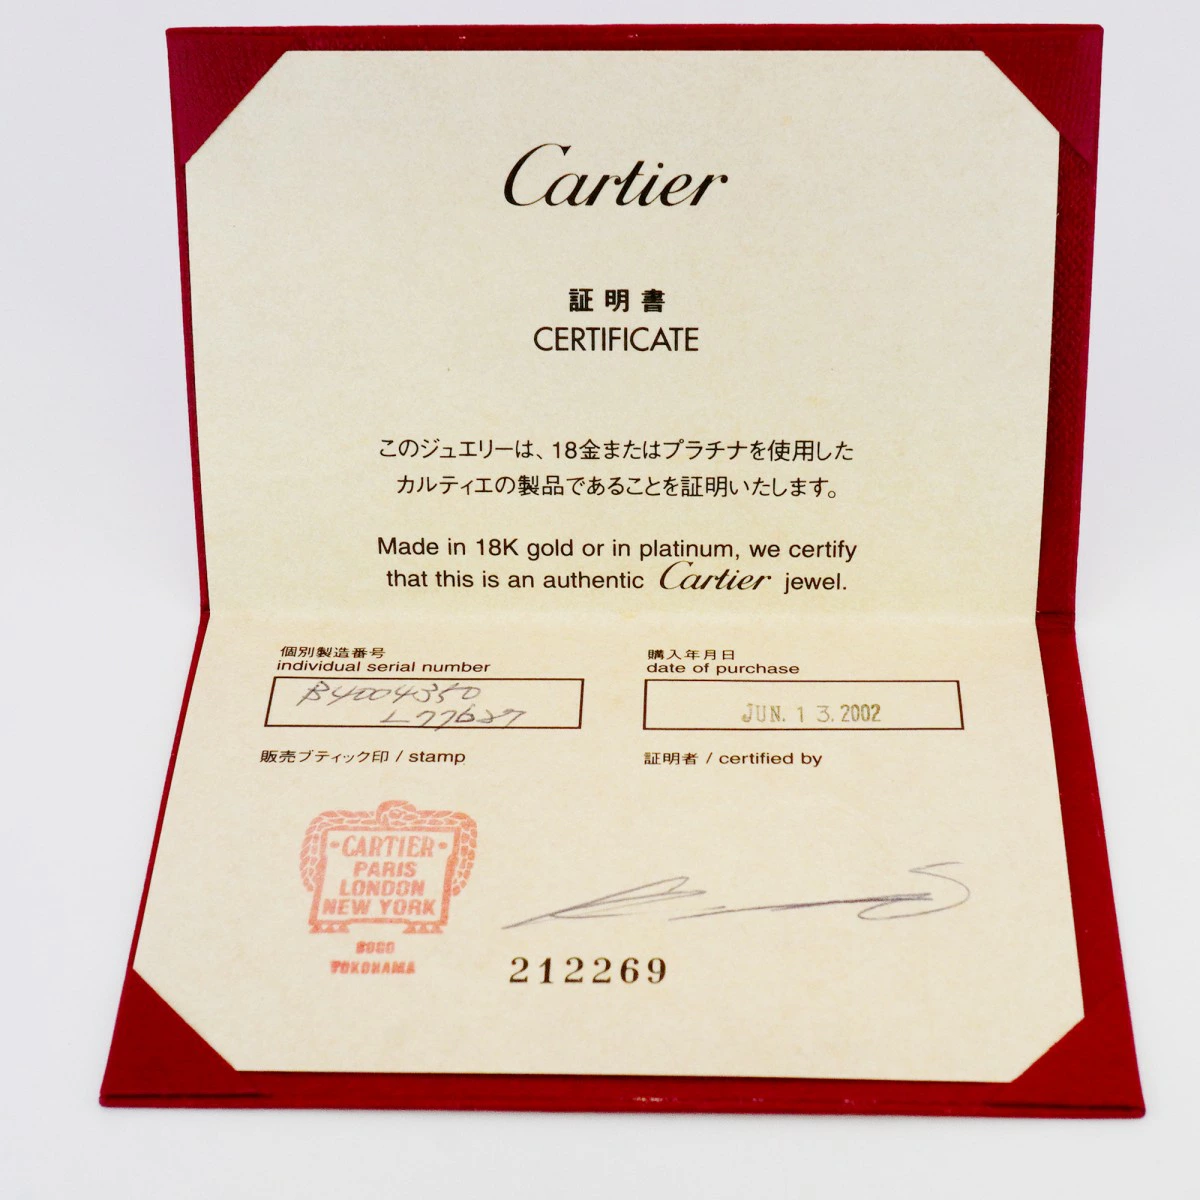 Cartier
証明書
CERTIFICATE
このジュエリーは、18金またはプラチナを使用した
カルティエの製品であることを証明いたします。
Made in 18K gold or in platinum, we certify
that this is an authentic Cartier jewel.
個別製造番号
individual serial number
B4004350
L77627
購入年月日
date of purchase
JUN. 13. 2002
販売ブティック印 / stamp
証明者 / certified by
·CARTIER·
PARIS
LONDON
NEW YORK
YOKOHAMA
212269